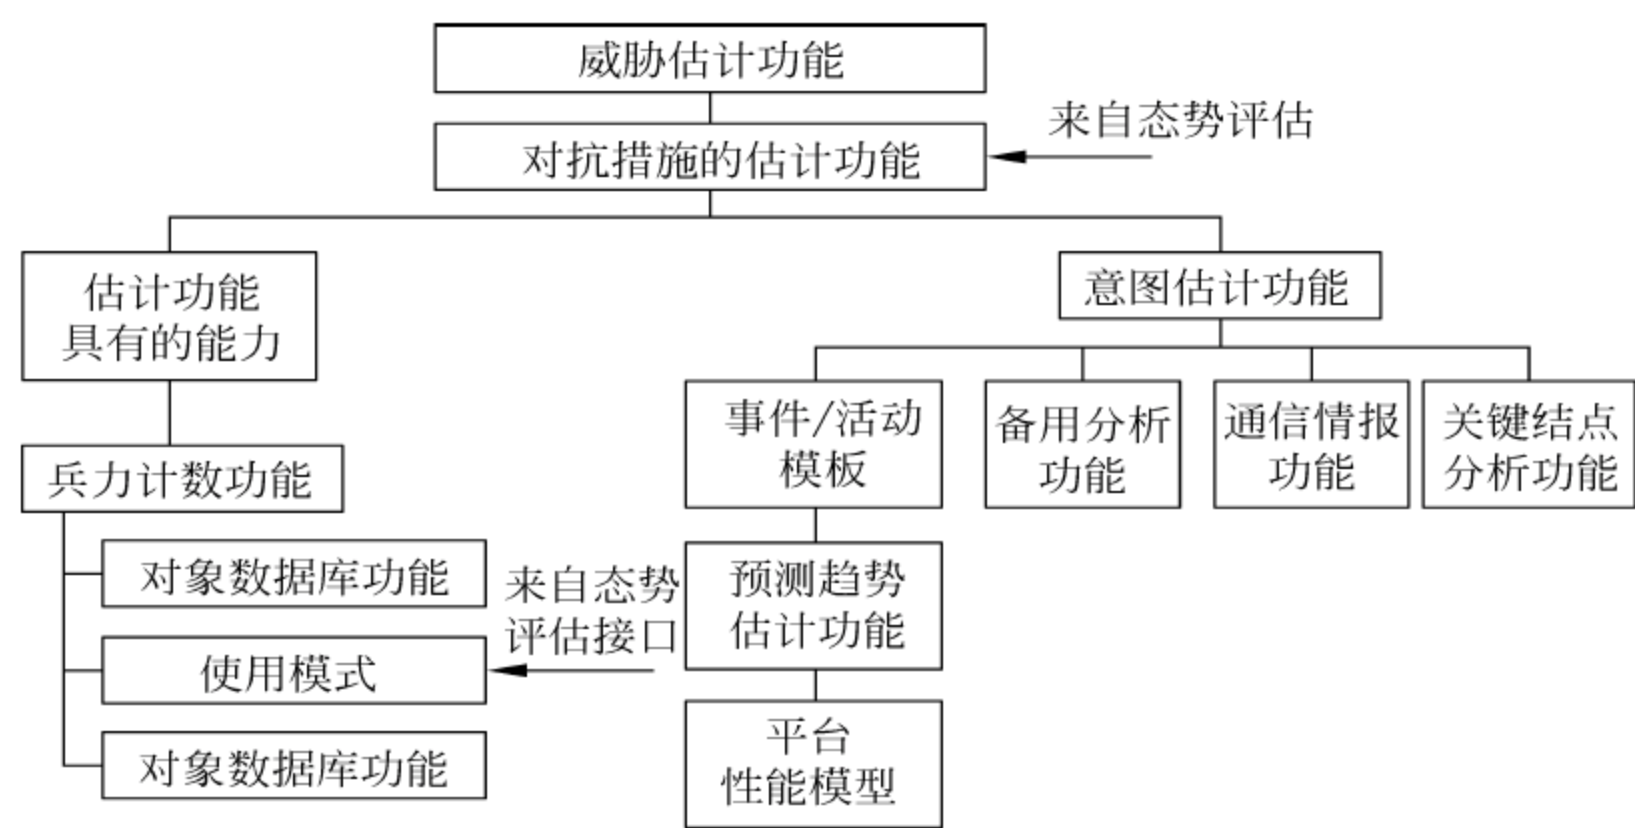 威胁估计功能
对抗措施的估计功能
来自态势评估
估计功能
具有的能力
意图估计功能
兵力计数功能
事件/活动
模板
备用分析
功能
通信情报
功能
关键结点
分析功能
对象数据库功能
来自态势
评估接口
使用模式
对象数据库功能
预测趋势
估计功能
平台
性能模型